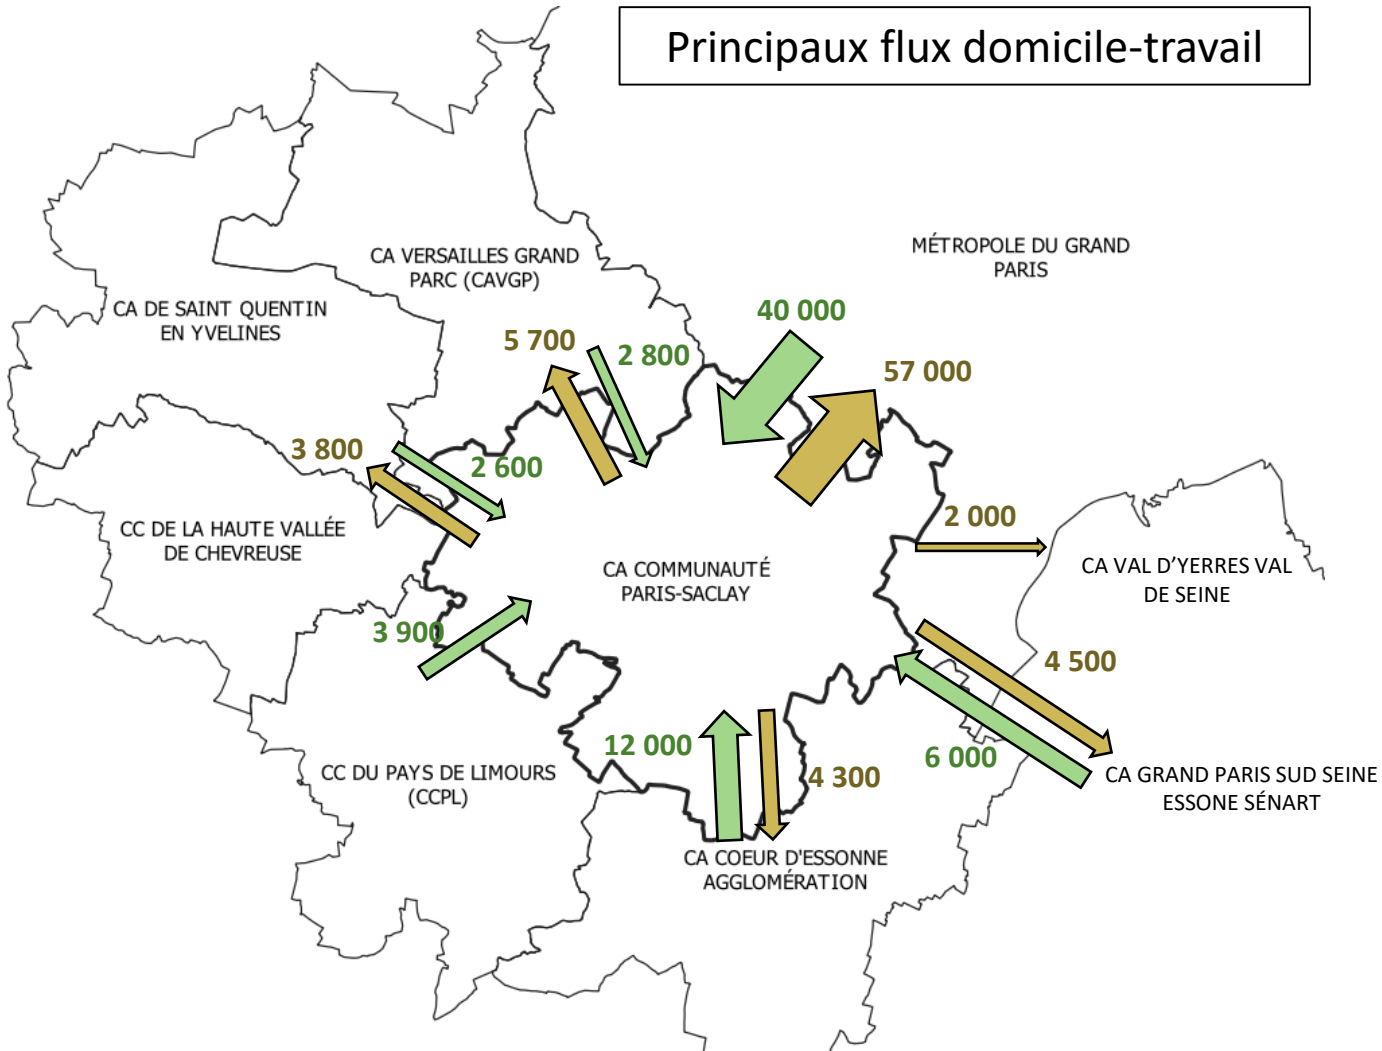 Principaux flux domicile-travail
CA VERSAILLES GRAND
PARC (CAVGP)
MÉTROPOLE DU GRAND
PARIS
CA DE SAINT QUENTIN
EN YVELINES
40 000
5 700
2 800
57 000
3 800
2 600
CC DE LA HAUTE VALLÉE
DE CHEVREUSE
2 000
CA COMMUNAUTÉ
PARIS-SACLAY
CA VAL D’YERRES VAL
DE SEINE
3 900
4 500
12 000
6 000
4 300
CC DU PAYS DE LIMOURS
(CCPL)
CA GRAND PARIS SUD SEINE
ESSONE SÉNART
CA COEUR D'ESSONNE
AGGLOMÉRATION